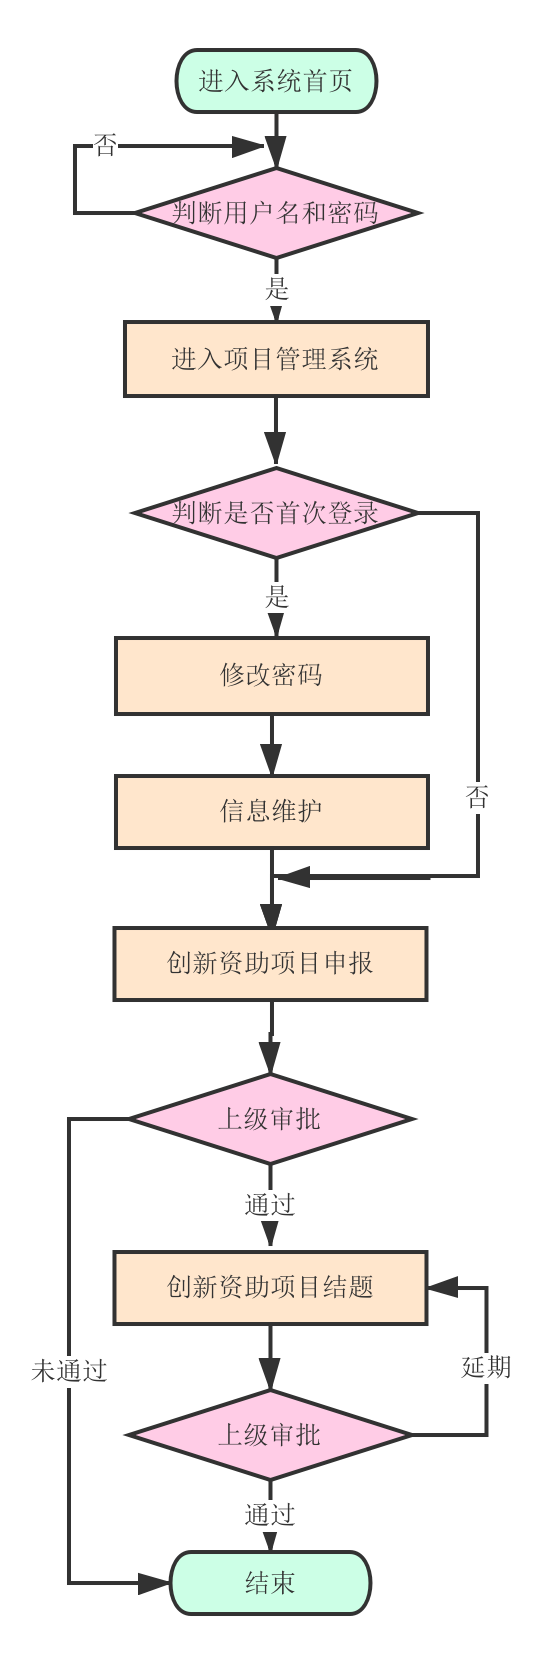 进入系统首页
否
判断用户名和密码
是
进入项目管理系统
判断是否首次登录
是
修改密码
否
信息维护
创新资助项目申报
上级审批
通过
创新资助项目结题
未通过
延期
上级审批
通过
结束